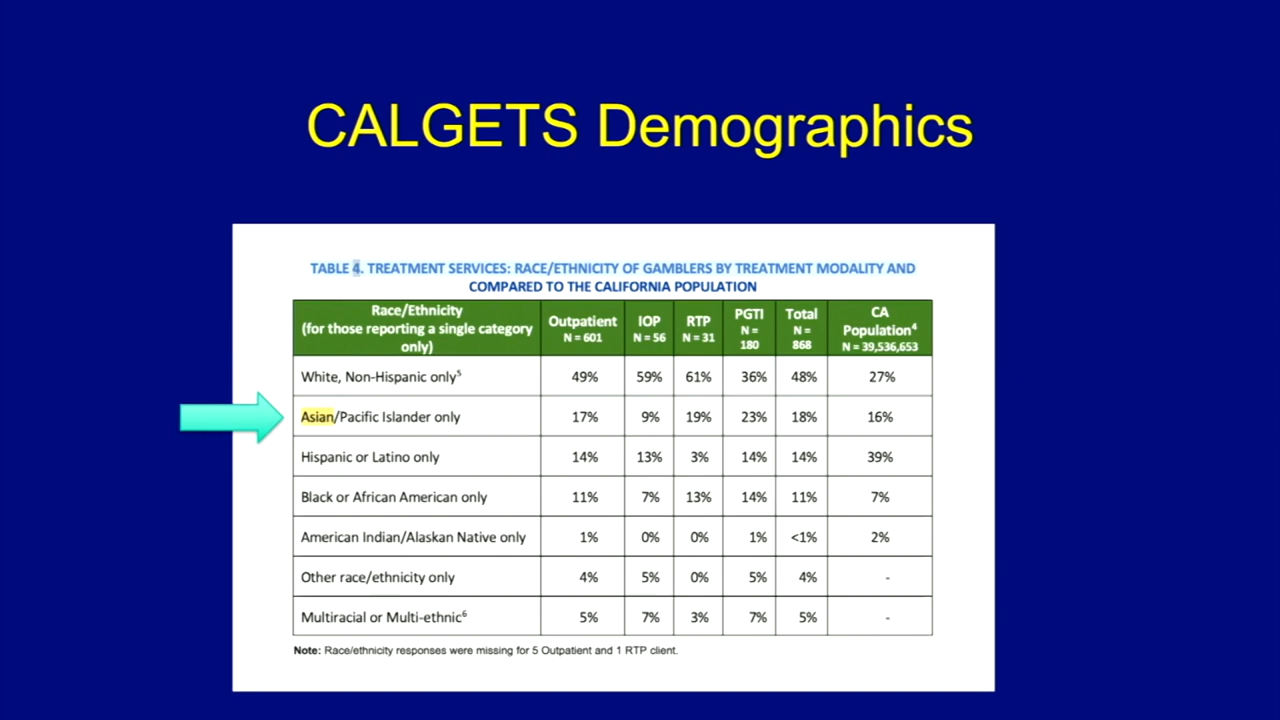 CALGETS Demographics
TABLE 4. TREATMENT SERVICES: RACE/ETHNICITY OF GAMBLERS BY TREATMENT MODALITY AND
COMPARED TO THE CALIFORNIA POPULATION
Race/Ethnicity (for those reporting a single category only) Outpatient N = 601 IOP N = 56 RTP N = 31 PGTI N = 180 Total N = 868 CA Population⁴ N = 39,536,653
White, Non-Hispanic only⁵ 49% 59% 61% 36% 48% 27%
Asian/Pacific Islander only 17% 9% 19% 23% 18% 16%
Hispanic or Latino only 14% 13% 3% 14% 14% 39%
Black or African American only 11% 7% 13% 14% 11% 7%
American Indian/Alaskan Native only 1% 0% 0% 1% <1% 2%
Other race/ethnicity only 4% 5% 0% 5% 4% -
Multiracial or Multi-ethnic⁶ 5% 7% 3% 7% 5% -
Note: Race/ethnicity responses were missing for 5 Outpatient and 1 RTP client.